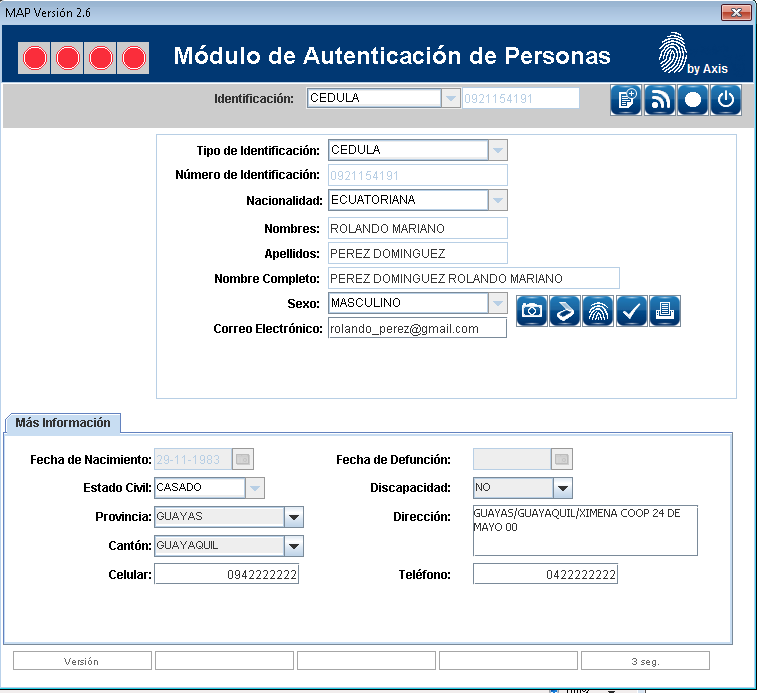 MAP Versión 2.6
Módulo de Autenticación de Personas
by Axis
Identificación: CEDULA 0921154191
Tipo de Identificación: CEDULA
Número de Identificación: 0921154191
Nacionalidad: ECUATORIANA
Nombres: ROLANDO MARIANO
Apellidos: PEREZ DOMINGUEZ
Nombre Completo: PEREZ DOMINGUEZ ROLANDO MARIANO
Sexo: MASCULINO
Correo Electrónico: rolando_perez@gmail.com
Más Información
Fecha de Nacimiento: 29-11-1983 Fecha de Defunción:
Estado Civil: CASADO Discapacidad: NO
Provincia: GUAYAS Dirección: GUAYAS/GUAYAQUIL/XIMENA COOP 24 DE
MAYO 00
Cantón: GUAYAQUIL
Celular: 0942222222 Teléfono: 0422222222
Versión 3 seg.